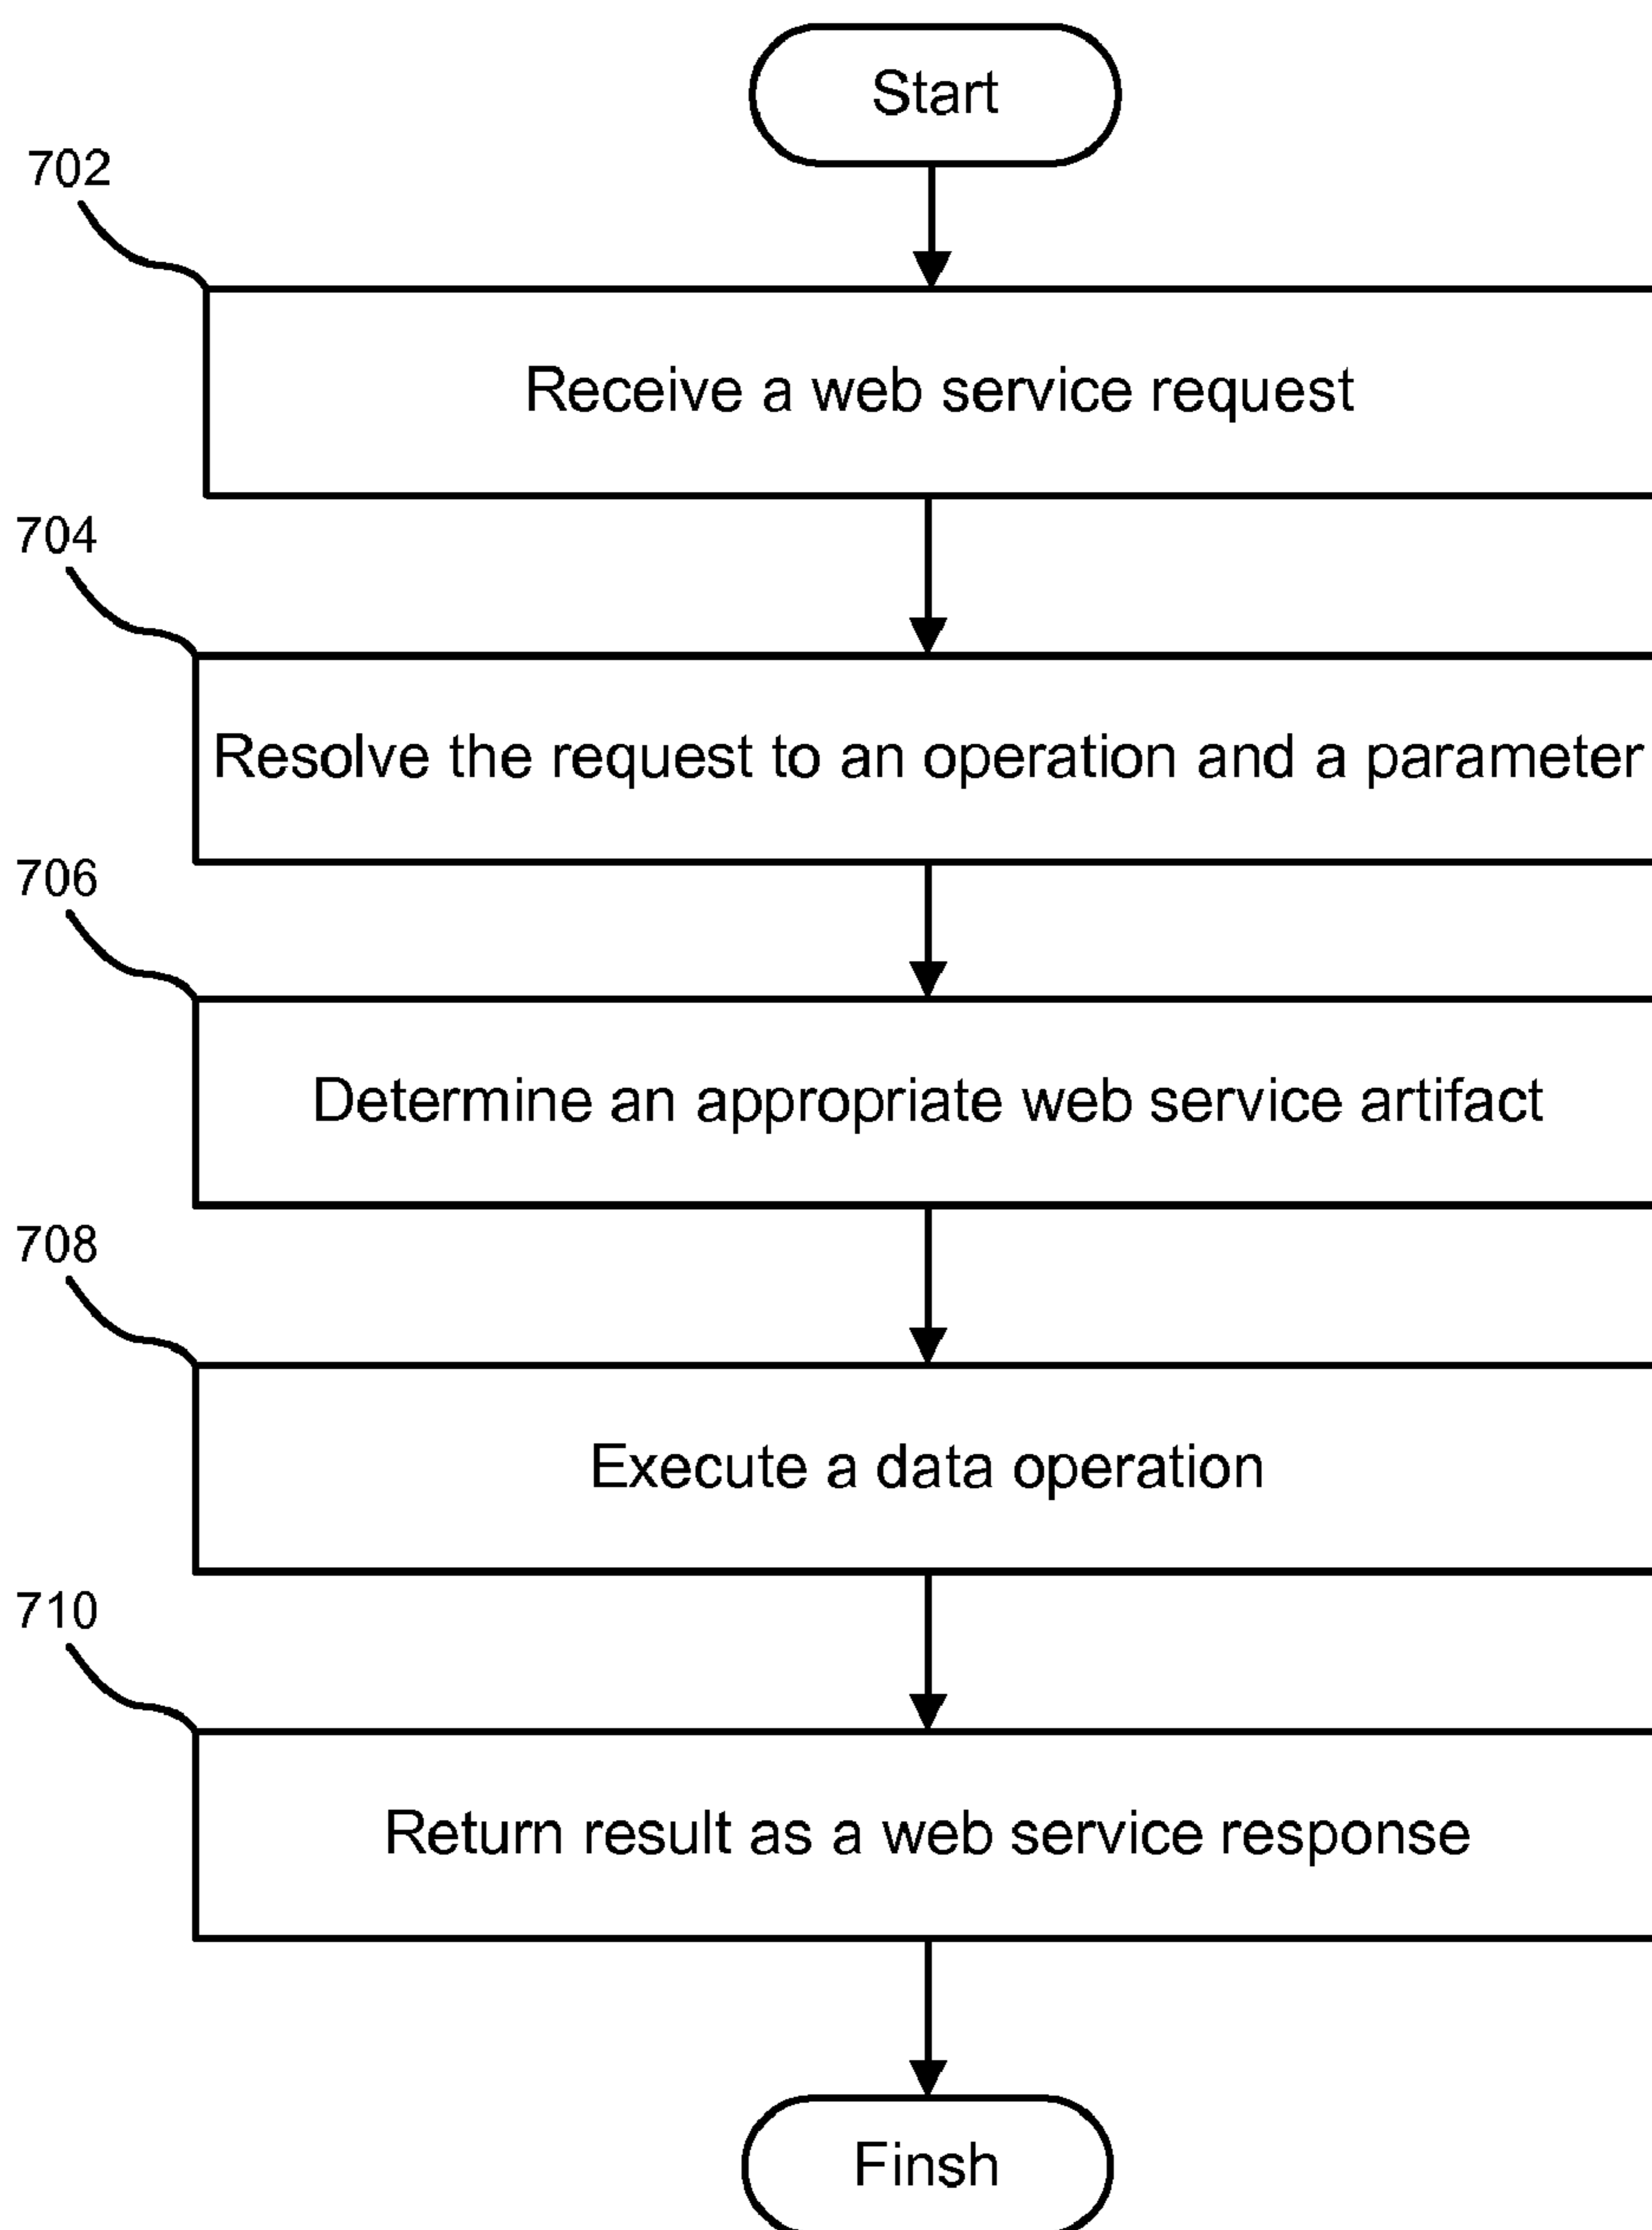 Start
702
Receive a web service request
704
Resolve the request to an operation and a parameter
706
Determine an appropriate web service artifact
708
Execute a data operation
710
Return result as a web service response
Finsh